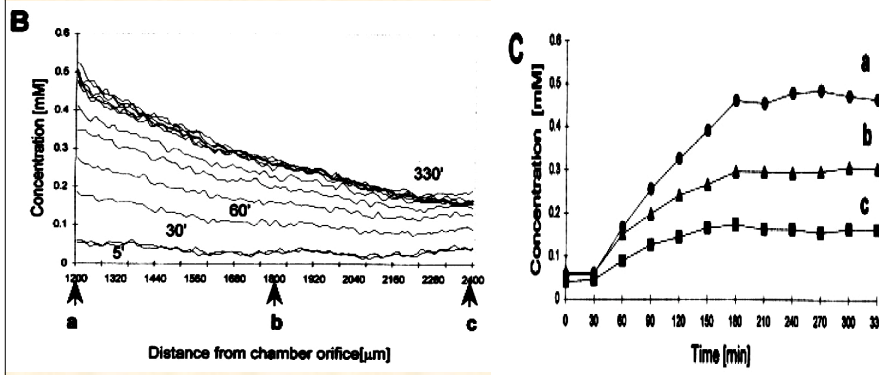 B
0.6
0.5
0.4
0.3
0.2
0.1
0
Concentration [mM]
330'
60'
30'
5'
1200 1320 1440 1560 1680 1800 1920 2040 2160 2280 2400
a b c
Distance from chamber orifice[µm]
C
0.6
0.5
0.4
0.3
0.2
0.1
0
Concentration [mM]
a
b
c
0 30 60 90 120 150 180 210 240 270 300 33
Time [min]